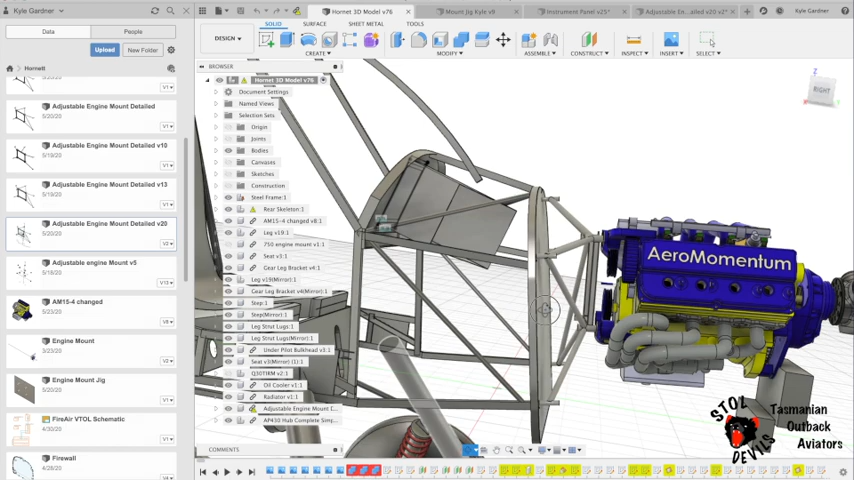 Kyle Gardner
Hornet 3D Model v76
Mount Jig Kyle v9
Instrument Panel v25*
Adjustable En...ailed v20 v2*
Kyle Gardner
Data
People
SOLID
SURFACE
SHEET METAL
TOOLS
Upload
New Folder
DESIGN
CREATE
MODIFY
ASSEMBLE
CONSTRUCT
INSPECT
INSERT
SELECT
Hornet8
BROWSER
V1
Hornet 3D Model v76
Document Settings
Named Views
Selection Sets
Origin
Joints
Bodies
Canvases
Sketches
Construction
Steel Frame:1
Rear Skeleton:1
AM15-4 changed v8:1
Leg v19:1
750 engine mount v1:1
Seat v3:1
Gear Leg Bracket v4:1
Leg v19(Mirror):1
Gear Leg Bracket v4(Mirror):1
Step:1
Step(Mirror):1
Leg Strut Lugs:1
Leg Strut Lugs(Mirror):1
Under Pilot Bulkhead v1:1
Seat v3(Mirror) (1):1
Q30TIRM v2:1
Oil Cooler v1:1
Radiator v1:1
Adjustable Engine Mount D...
AP430 Hub Complete Simp...
Adjustable Engine Mount Detailed
5/20/20
V1
Adjustable Engine Mount Detailed v10
5/19/20
V1
Adjustable Engine Mount Detailed v13
5/19/20
V1
Adjustable Engine Mount Detailed v20
5/20/20
V2
Adjustable Engine Mount v5
5/16/20
V13
AM15-4 changed
5/23/20
V8
Engine Mount
3/23/20
V2
Engine Mount Jig
5/20/20
V1
FireAir VTOL Schematic
4/30/20
V1
Firewall
RIGHT
AeroMomentum
STOL
DEVILS
Tasmanian
Outback
Aviators
COMMENTS